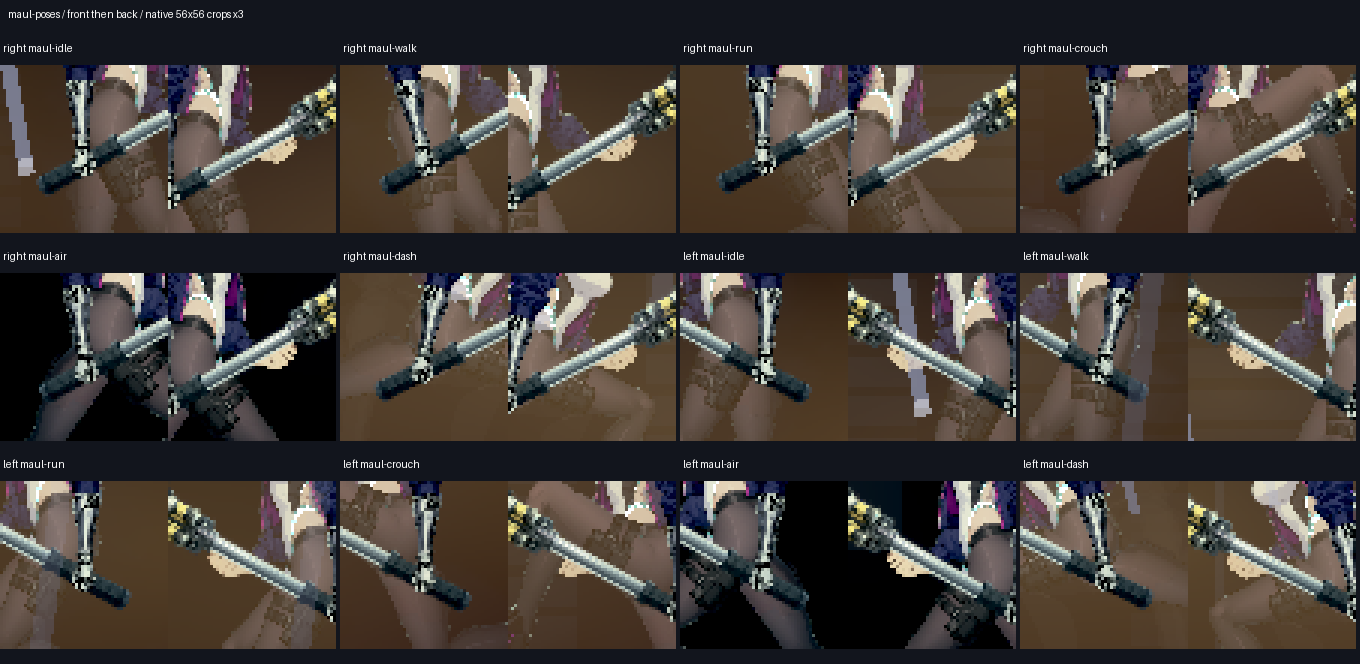 maul-poses / front then back / native 56x56 crops x3
right maul-idle
right maul-walk
right maul-run
right maul-crouch
right maul-air
right maul-dash
left maul-idle
left maul-walk
left maul-run
left maul-crouch
left maul-air
left maul-dash